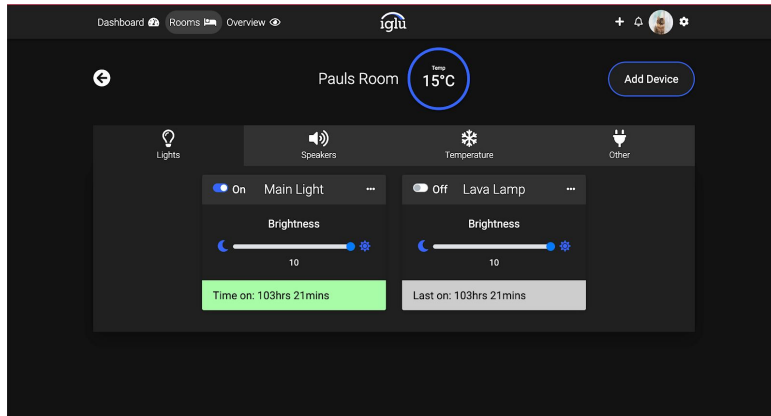 Dashboard Rooms Overview iglu
Pauls Room
Temp
15°C
Add Device
Lights Speakers Temperature Other
On Main Light ...
Brightness
10
Time on: 103hrs 21mins
Off Lava Lamp ...
Brightness
10
Last on: 103hrs 21mins